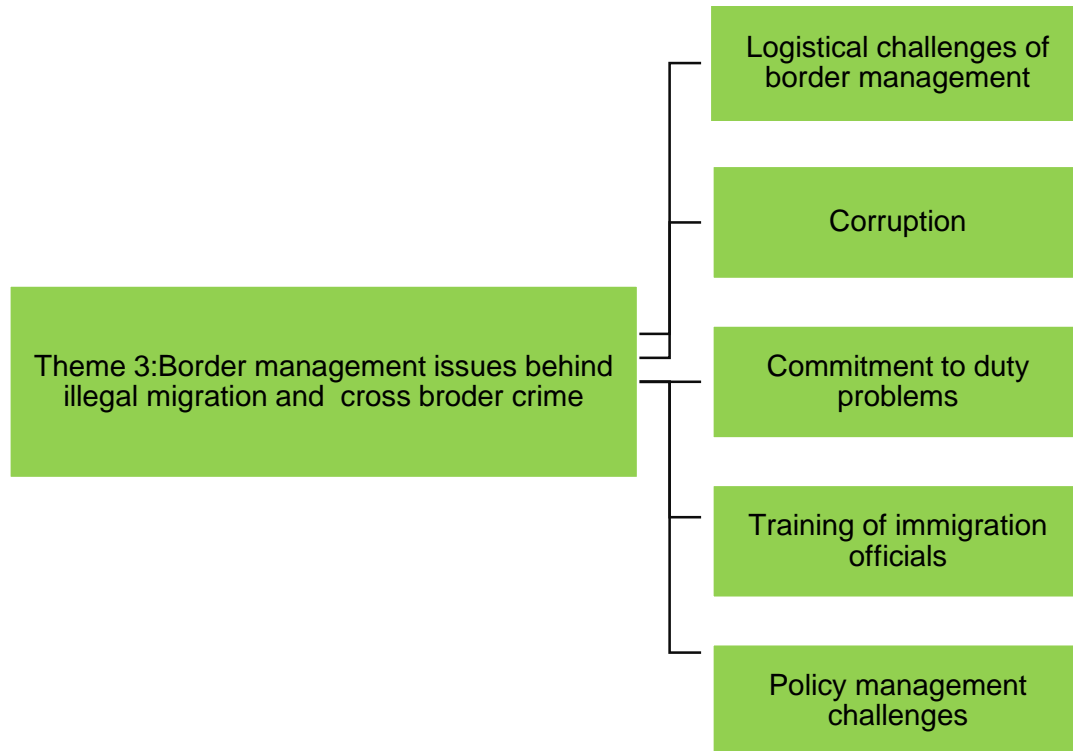 Logistical challenges of
border management
Corruption
Theme 3:Border management issues behind
illegal migration and  cross broder crime
Commitment to duty
problems
Training of immigration
officials
Policy management
challenges